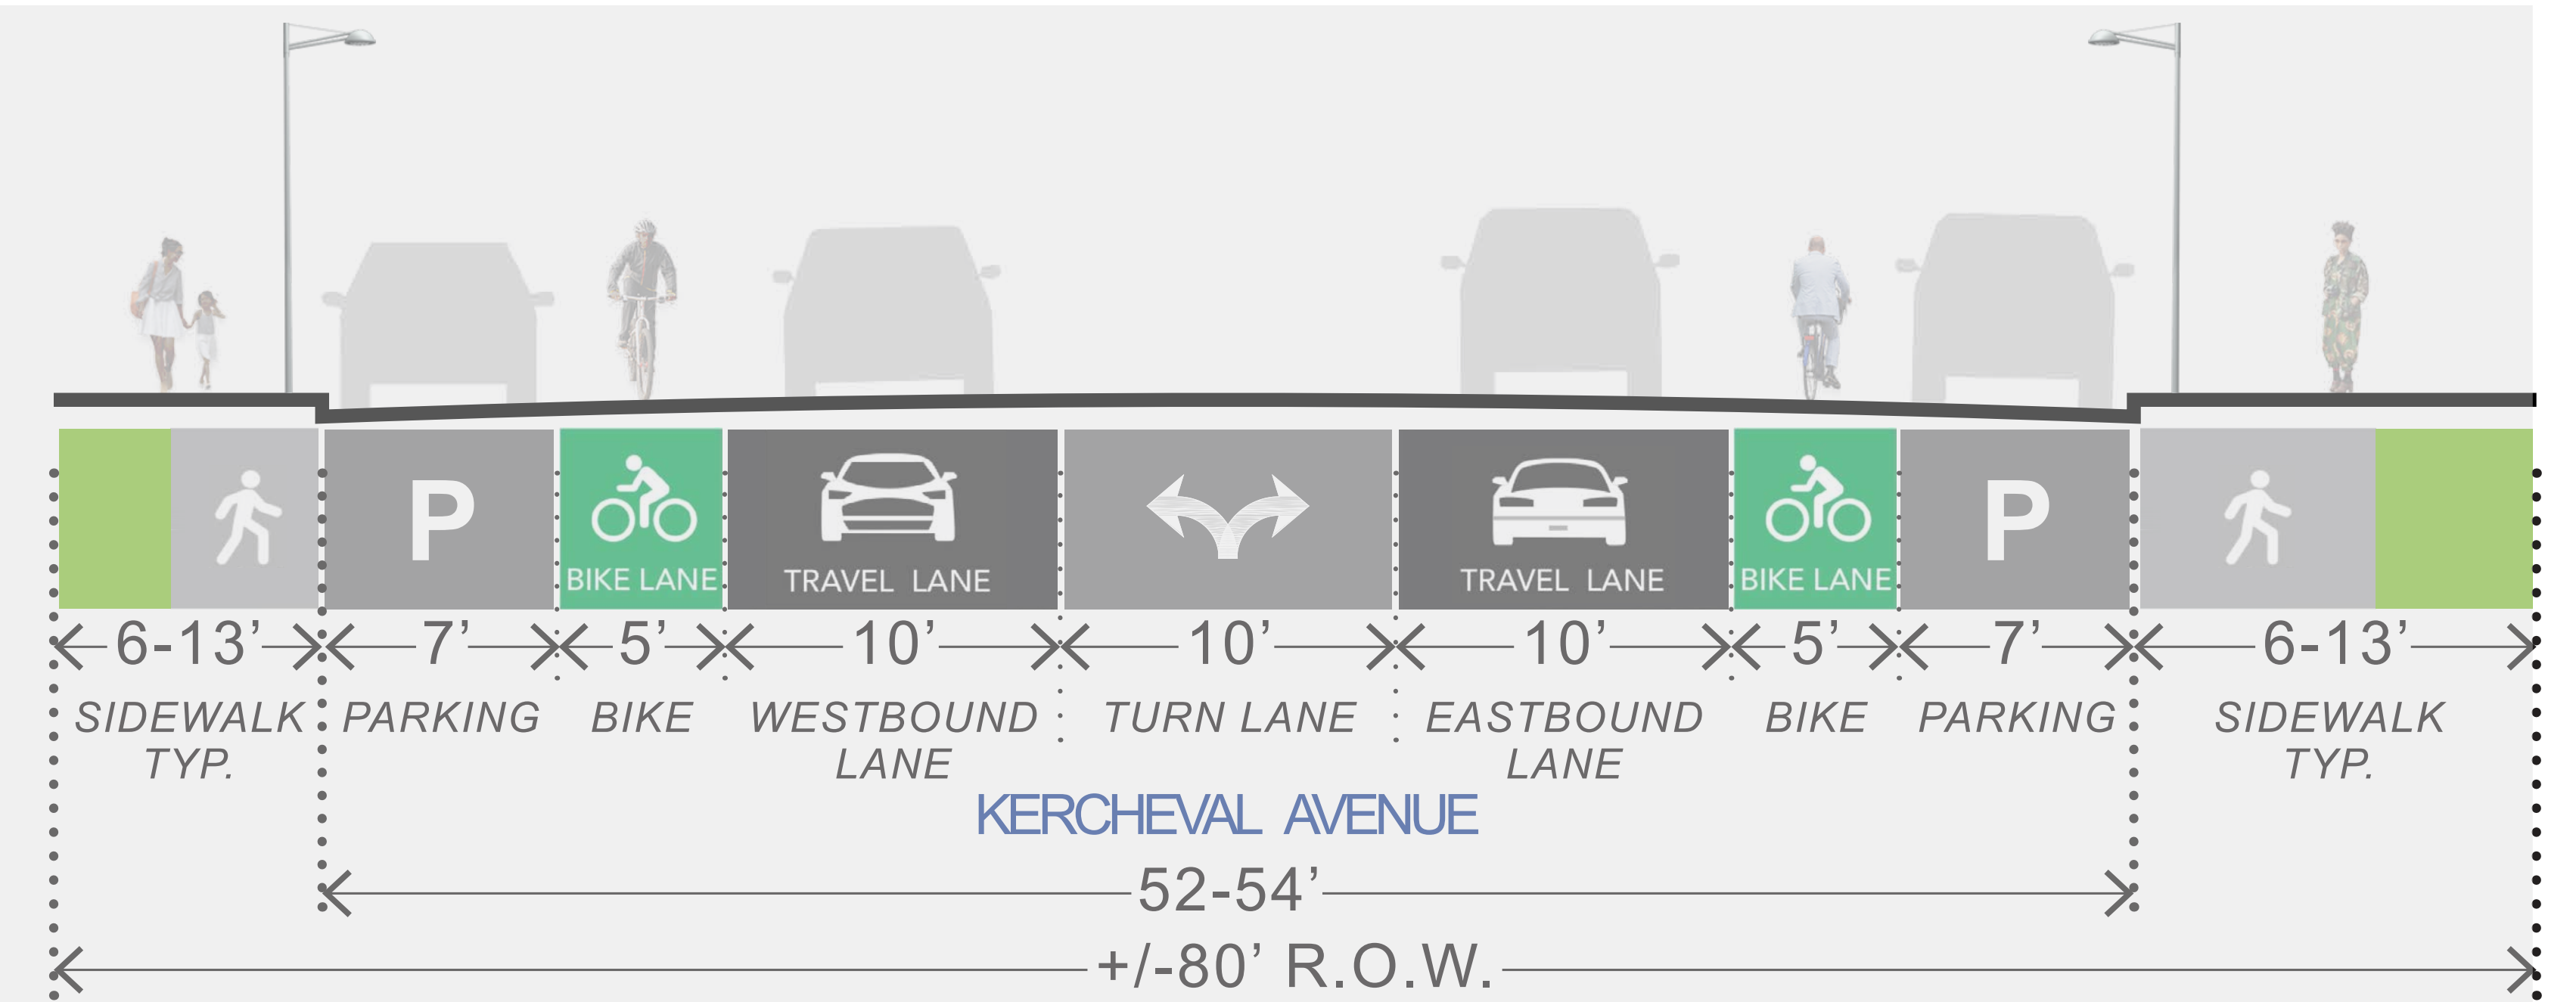 P
BIKE LANE
TRAVEL LANE
TRAVEL LANE
BIKE LANE
P
6-13’
7’
5’
10’
10’
10’
5’
7’
6-13’
SIDEWALK
TYP.
PARKING
BIKE
WESTBOUND
LANE
TURN LANE
EASTBOUND
LANE
BIKE
PARKING
SIDEWALK
TYP.
KERCHEVAL AVENUE
52-54’
+/-80’ R.O.W.